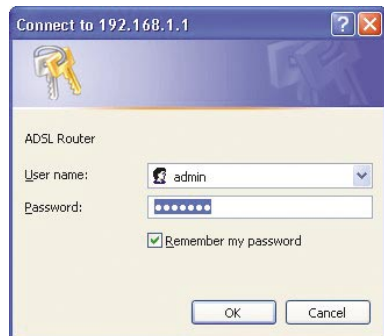 Connect to 192.168.1.1
ADSL Router
User name: admin
Password: •••••••
Remember my password
OK Cancel